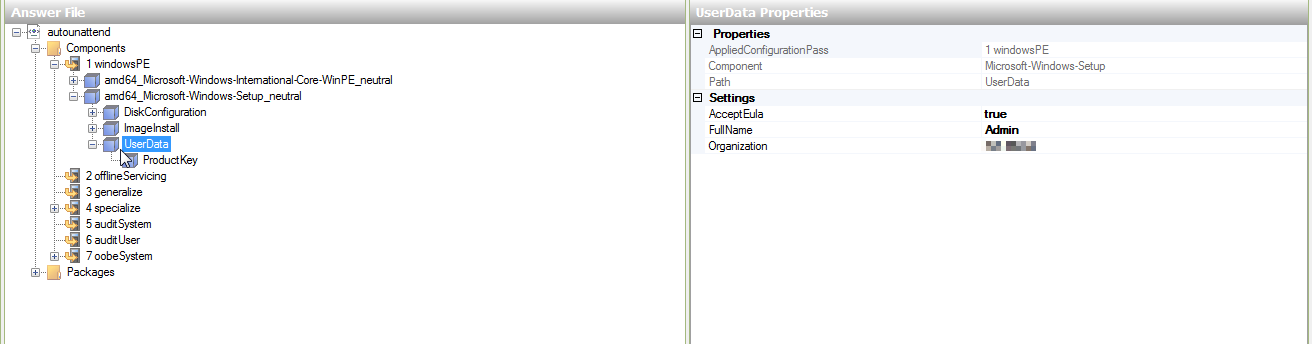 Answer File
autounattend
Components
1 windowsPE
amd64_Microsoft-Windows-International-Core-WinPE_neutral
amd64_Microsoft-Windows-Setup_neutral
DiskConfiguration
ImageInstall
UserData
ProductKey
2 offlineServicing
3 generalize
4 specialize
5 auditSystem
6 auditUser
7 oobeSystem
Packages
UserData Properties
Properties
AppliedConfigurationPass 1 windowsPE
Component Microsoft-Windows-Setup
Path UserData
Settings
AcceptEula true
FullName Admin
Organization